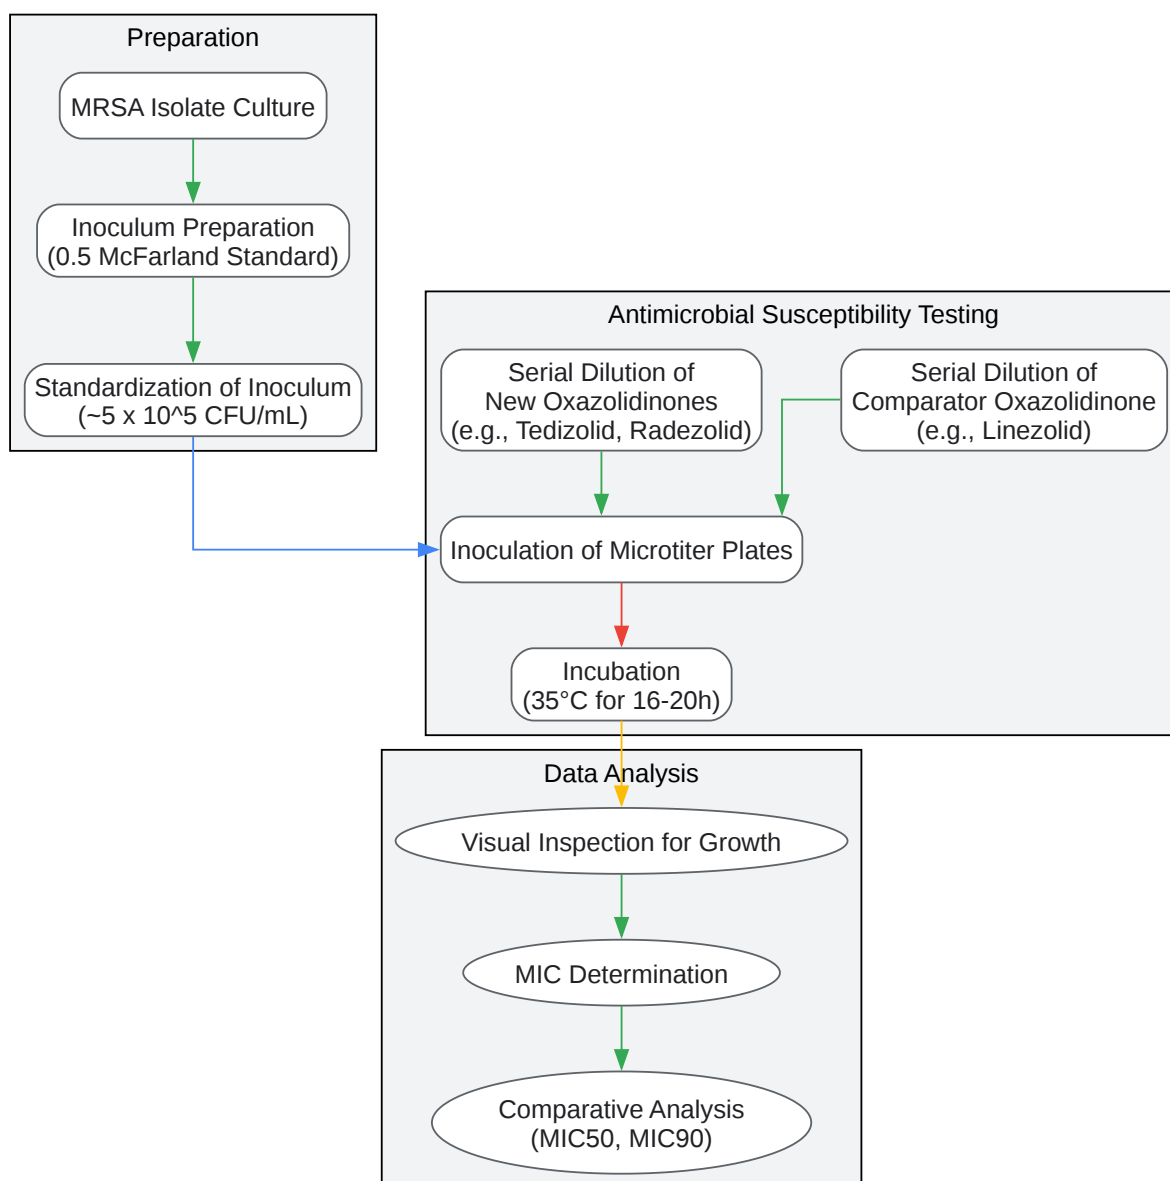 Preparation
MRSA Isolate Culture
Inoculum Preparation
(0.5 McFarland Standard)
Standardization of Inoculum
(~5 x 10^5 CFU/mL)
Antimicrobial Susceptibility Testing
Serial Dilution of
New Oxazolidinones
(e.g., Tedizolid, Radezolid)
Serial Dilution of
Comparator Oxazolidinone
(e.g., Linezolid)
Inoculation of Microtiter Plates
Incubation
(35°C for 16-20h)
Data Analysis
Visual Inspection for Growth
MIC Determination
Comparative Analysis
(MIC50, MIC90)